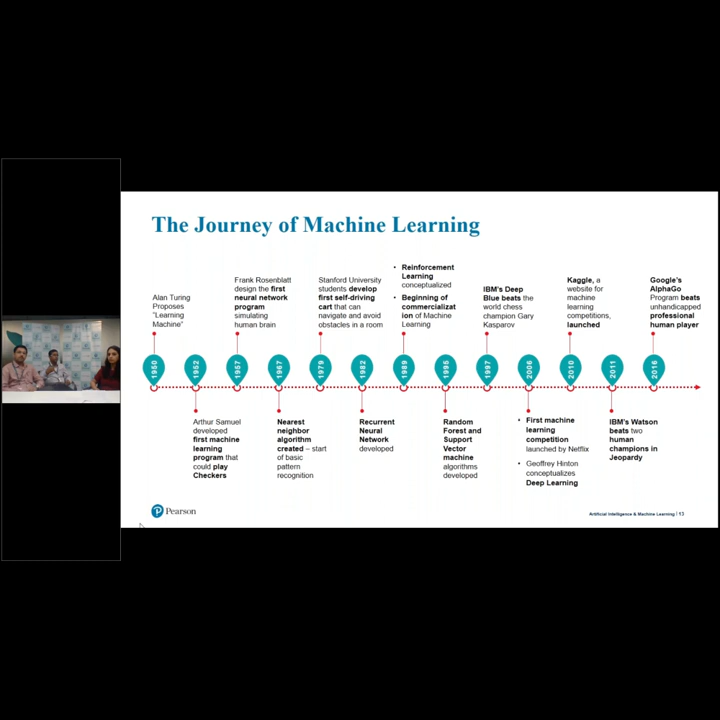 The Journey of Machine Learning
Alan Turing
Proposes
"Learning
Machine"
Frank Rosenblatt
design the first
neural network
program
simulating
human brain
Stanford University
students develop
first self-driving
cart that can
navigate and avoid
obstacles in a room
• Reinforcement
Learning
conceptualized
• Beginning of
commercializat
ion of Machine
Learning
IBM's Deep
Blue beats the
world chess
champion Gary
Kasparov
Kaggle, a
website for
machine
learning
competitions,
launched
Google's
AlphaGo
Program beats
unhandicapped
professional
human player
1950
1952
1957
1967
1979
1982
1989
1995
1997
2006
2010
2011
2016
Arthur Samuel
developed
first machine
learning
program that
could play
Checkers
Nearest
neighbor
algorithm
created – start
of basic
pattern
recognition
Recurrent
Neural
Network
developed
Random
Forest and
Support
Vector
machine
algorithms
developed
• First machine
learning
competition
launched by Netflix
• Geoffrey Hinton
conceptualizes
Deep Learning
IBM's Watson
beats two
human
champions in
Jeopardy
P Pearson
Artificial Intelligence & Machine Learning | 13